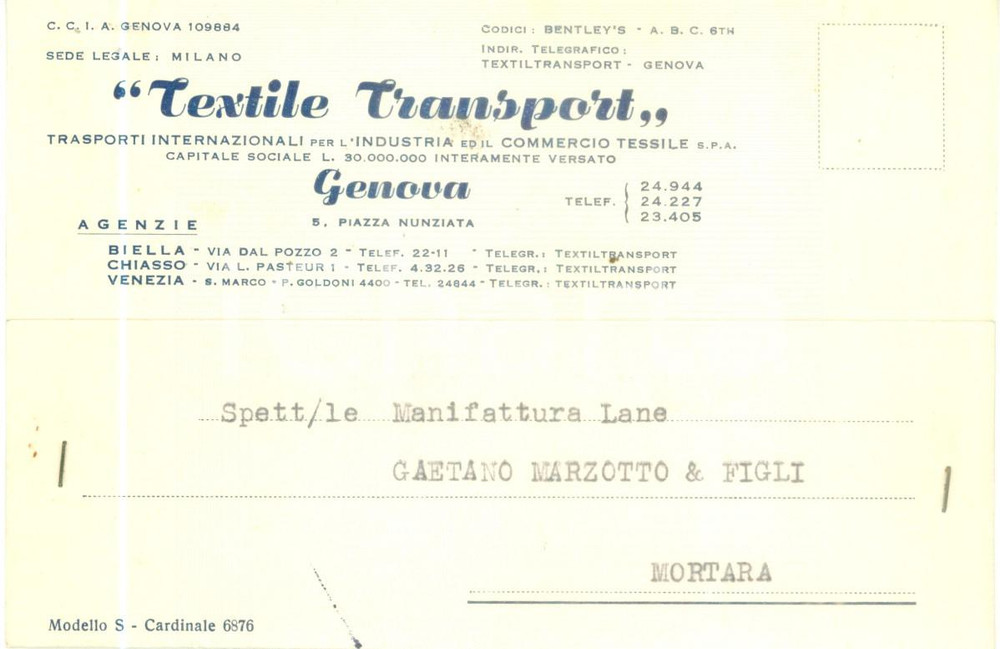 C. C. I. A. GENOVA 109884
SEDE LEGALE: MILANO
CODICI: BENTLEY'S - A. B. C. 6TH
INDIR. TELEGRAFICO:
TEXTILTRANSPORT - GENOVA
“Textile Transport„
TRASPORTI INTERNAZIONALI PER L'INDUSTRIA ED IL COMMERCIO TESSILE S.P.A.
CAPITALE SOCIALE L. 30.000.000 INTERAMENTE VERSATO
Genova
5, PIAZZA NUNZIATA
TELEF.
24.944
24.227
23.405
AGENZIE
BIELLA - VIA DAL POZZO 2 - TELEF. 22-11 - TELEGR.: TEXTILTRANSPORT
CHIASSO - VIA L. PASTEUR 1 - TELEF. 4.32.26 - TELEGR.: TEXTILTRANSPORT
VENEZIA - S. MARCO - P. GOLDONI 4400 - TEL. 24844 - TELEGR.: TEXTILTRANSPORT
Spett/le Manifattura Lane
GAETANO MARZOTTO & FIGLI
MORTARA
Modello S - Cardinale 6876